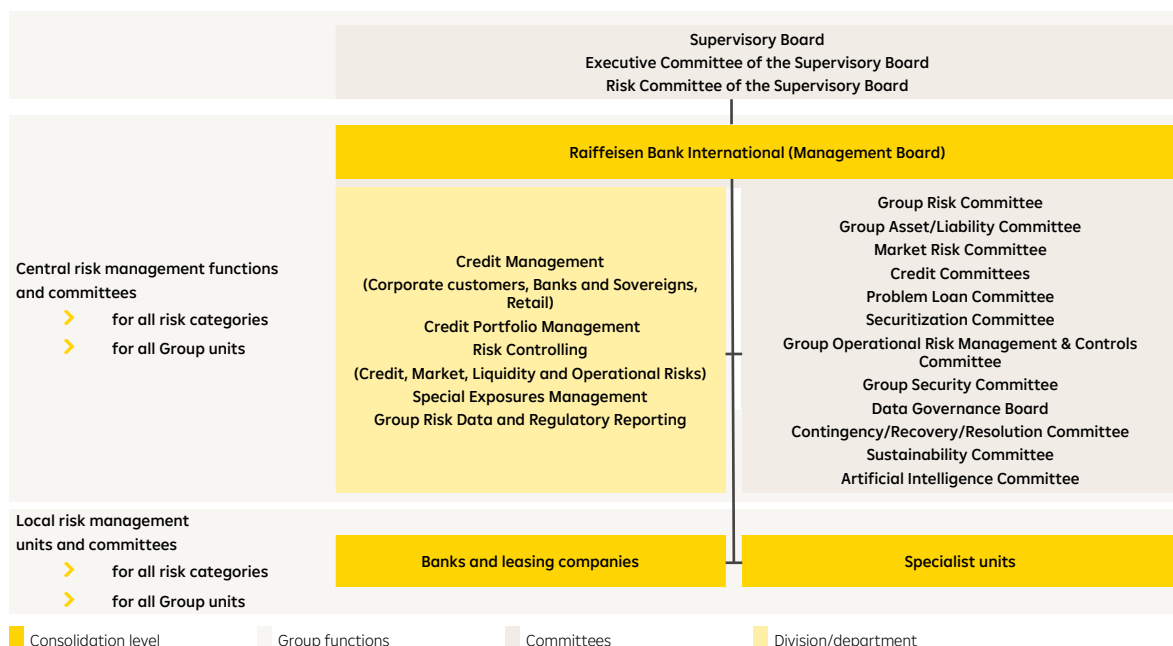 Supervisory Board
Executive Committee of the Supervisory Board
Risk Committee of the Supervisory Board
Raiffeisen Bank International (Management Board)
Central risk management functions
and committees
for all risk categories
for all Group units
Credit Management
(Corporate customers, Banks and Sovereigns,
Retail)
Credit Portfolio Management
Risk Controlling
(Credit, Market, Liquidity and Operational Risks)
Special Exposures Management
Group Risk Data and Regulatory Reporting
Group Risk Committee
Group Asset/Liability Committee
Market Risk Committee
Credit Committees
Problem Loan Committee
Securitization Committee
Group Operational Risk Management & Controls
Committee
Group Security Committee
Data Governance Board
Contingency/Recovery/Resolution Committee
Sustainability Committee
Artificial Intelligence Committee
Local risk management
units and committees
for all risk categories
for all Group units
Banks and leasing companies
Specialist units
Consolidation level
Group functions
Committees
Division/department